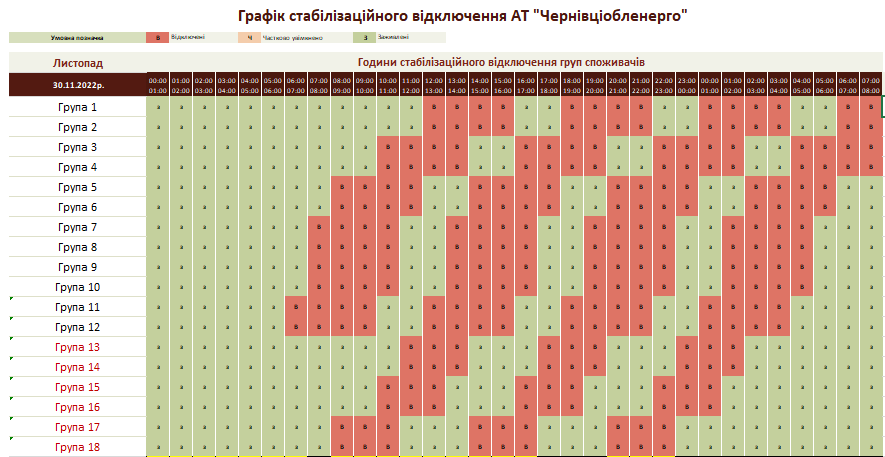 Графік стабілізаційного відключення АТ "Чернівціобленерго"
Умовна позначка В Відключені Ч Частково увімкнено З Заживлені
Листопад Години стабілізаційного відключення груп споживачів
30.11.2022р. 00:00 01:00 02:00 03:00 04:00 05:00 06:00 07:00 08:00 09:00 10:00 11:00 12:00 13:00 14:00 15:00 16:00 17:00 18:00 19:00 20:00 21:00 22:00 23:00 00:00 01:00 02:00 03:00 04:00 05:00 06:00 07:00
01:00 02:00 03:00 04:00 05:00 06:00 07:00 08:00 09:00 10:00 11:00 12:00 13:00 14:00 15:00 16:00 17:00 18:00 19:00 20:00 21:00 22:00 23:00 00:00 01:00 02:00 03:00 04:00 05:00 06:00 07:00 08:00
Група 1 з з з з з з з з з з з з В В В В з з В В В В з з В В В В з з В В
Група 2 з з з з з з з з з з з з В В В В з з В В В В з з В В В В з з В В
Група 3 з з з з з з з з з з В В В В з з В В В В з з В В В В з з В В В В
Група 4 з з з з з з з з з з В В В В з з В В В В з з В В В В з з В В В В
Група 5 з з з з з з з з В В В В з з В В В В з з В В В В з з В В В В з з
Група 6 з з з з з з з з В В В В з з В В В В з з В В В В з з В В В В з з
Група 7 з з з з з з з В В В В з з В В В В з з В В В В з з В В В В з з з
Група 8 з з з з з з з В В В В з з В В В В з з В В В В з з В В В В з з з
Група 9 з з з з з з з В В В В з з В В В В з з В В В В з з В В В В з з з
Група 10 з з з з з з з В В В В з з В В В В з з В В В В з з В В В В з з з
Група 11 з з з з з з В В В В з з В В В В з з В В В В з з В В В В з з з з
Група 12 з з з з з з В В В В з з В В В В з з В В В В з з В В В В з з з з
Група 13 з з з з з з з з з з з В В В з з з В В В з з з В В В з з з з з з
Група 14 з з з з з з з з з з з В В В з з з В В В з з з В В В з з з з з з
Група 15 з з з з з з з з з з В В В з з з В В В з з з В В В з з з з з з з
Група 16 з з з з з з з з з з В В В з з з В В В з з з В В В з з з з з з з
Група 17 з з з з з з з з В В В з з з В В В з з з В В В з з з з з з з з з
Група 18 з з з з з з з з В В В з з з В В В з з з В В В з з з з з з з з з